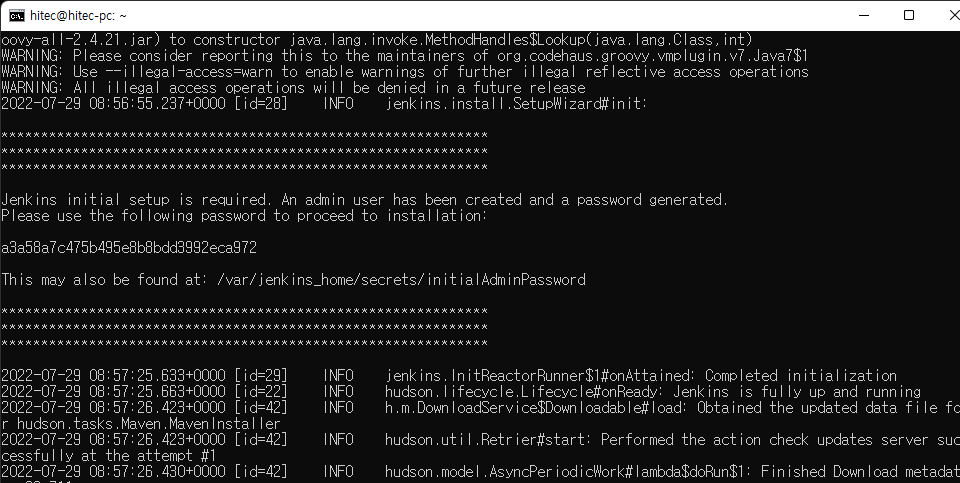 hitec@hitec-pc: ~
oovy-all-2.4.21.jar) to constructor java.lang.invoke.MethodHandles$Lookup(java.lang.Class,int)
WARNING: Please consider reporting this to the maintainers of org.codehaus.groovy.vmplugin.v7.Java7$1
WARNING: Use --illegal-access=warn to enable warnings of further illegal reflective access operations
WARNING: All illegal access operations will be denied in a future release
2022-07-29 08:56:55.237+0000 [id=28] INFO jenkins.install.SetupWizard#init:
*************************************************************
*************************************************************
*************************************************************
Jenkins initial setup is required. An admin user has been created and a password generated.
Please use the following password to proceed to installation:
a3a58a7c475b495e8b8bdd3992eca972
This may also be found at: /var/jenkins_home/secrets/initialAdminPassword
*************************************************************
*************************************************************
*************************************************************
2022-07-29 08:57:25.633+0000 [id=29] INFO jenkins.InitReactorRunner$1#onAttained: Completed initialization
2022-07-29 08:57:25.663+0000 [id=22] INFO hudson.lifecycle.Lifecycle#onReady: Jenkins is fully up and running
2022-07-29 08:57:26.423+0000 [id=42] INFO h.m.DownloadService$Downloadable#load: Obtained the updated data file fo
r hudson.tasks.Maven.MavenInstaller
2022-07-29 08:57:26.423+0000 [id=42] INFO hudson.util.Retrier#start: Performed the action check updates server suc
cessfully at the attempt #1
2022-07-29 08:57:26.430+0000 [id=42] INFO hudson.model.AsyncPeriodicWork#lambda$doRun$1: Finished Download metadat